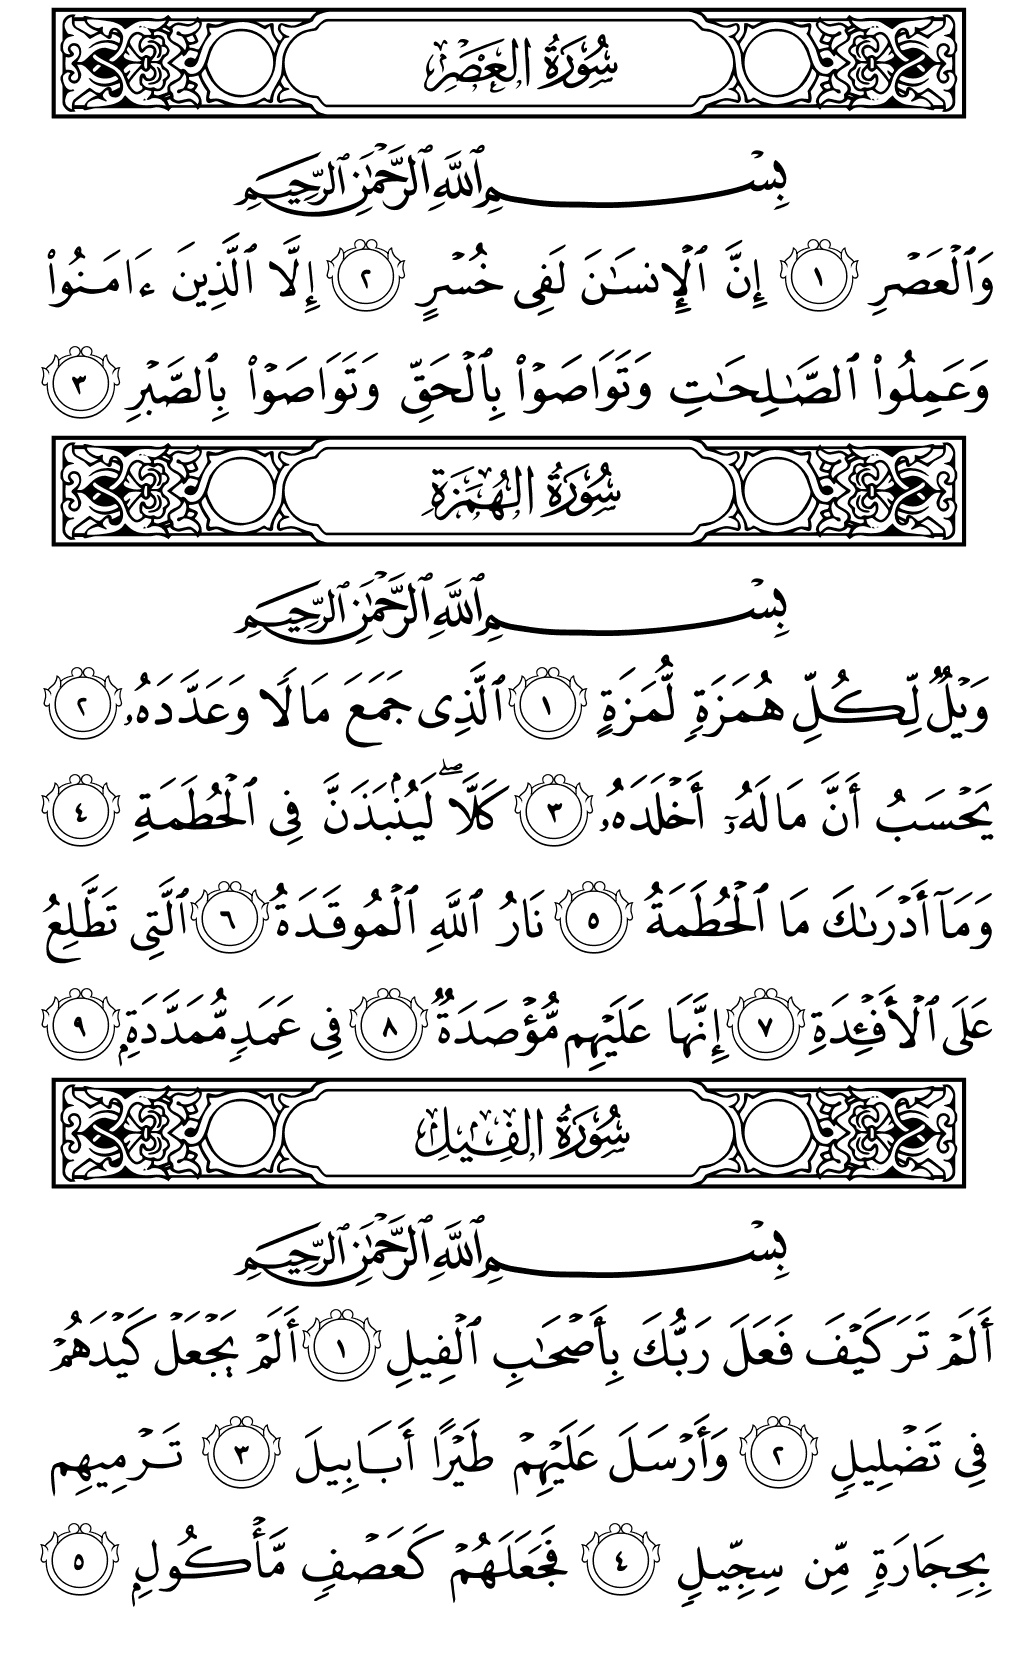 سُورَةُ العَصْرِ
بِسْمِ ٱللَّهِ ٱلرَّحْمَٰنِ ٱلرَّحِيمِ
وَٱلْعَصْرِ ١ إِنَّ ٱلْإِنسَٰنَ لَفِى خُسْرٍ ٢ إِلَّا ٱلَّذِينَ ءَامَنُوا۟
وَعَمِلُوا۟ ٱلصَّٰلِحَٰتِ وَتَوَاصَوْا۟ بِٱلْحَقِّ وَتَوَاصَوْا۟ بِٱلصَّبْرِ ٣
سُورَةُ الهُمَزَةِ
بِسْمِ ٱللَّهِ ٱلرَّحْمَٰنِ ٱلرَّحِيمِ
وَيْلٌ لِّكُلِّ هُمَزَةٍ لُّمَزَةٍ ١ ٱلَّذِى جَمَعَ مَالًا وَعَدَّدَهُۥ ٢
يَحْسَبُ أَنَّ مَالَهُۥٓ أَخْلَدَهُۥ ٣ كَلَّا ۖ لَيُنۢبَذَنَّ فِى ٱلْحُطَمَةِ ٤
وَمَآ أَدْرَىٰكَ مَا ٱلْحُطَمَةُ ٥ نَارُ ٱللَّهِ ٱلْمُوقَدَةُ ٦ ٱلَّتِى تَطَّلِعُ
عَلَى ٱلْأَفْـِٔدَةِ ٧ إِنَّهَا عَلَيْهِم مُّؤْصَدَةٌ ٨ فِى عَمَدٍ مُّمَدَّدَةٍۭ ٩
سُورَةُ الفِيلِ
بِسْمِ ٱللَّهِ ٱلرَّحْمَٰنِ ٱلرَّحِيمِ
أَلَمْ تَرَ كَيْفَ فَعَلَ رَبُّكَ بِأَصْحَٰبِ ٱلْفِيلِ ١ أَلَمْ يَجْعَلْ كَيْدَهُمْ
فِى تَضْلِيلٍ ٢ وَأَرْسَلَ عَلَيْهِمْ طَيْرًا أَبَابِيلَ ٣ تَرْمِيهِم
بِحِجَارَةٍ مِّن سِجِّيلٍ ٤ فَجَعَلَهُمْ كَعَصْفٍ مَّأْكُولٍۭ ٥